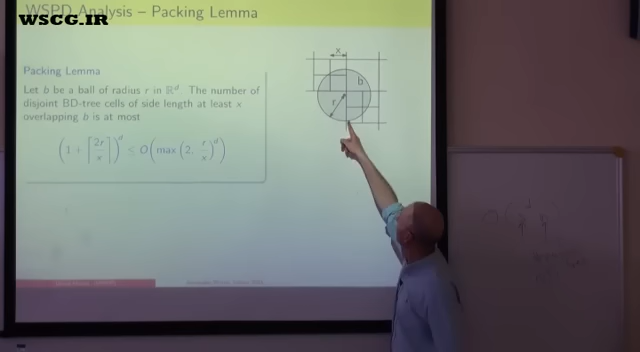 WSCG.IR
WSPD Analysis – Packing Lemma
Packing Lemma
Let b be a ball of radius r in ℝᵈ The number of
disjoint BD-tree cells of side length at least x
overlapping b is at most
(1 + ⌈2r/x⌉)ᵈ ≤ O(max(2, r/x)ᵈ)
x
b
r